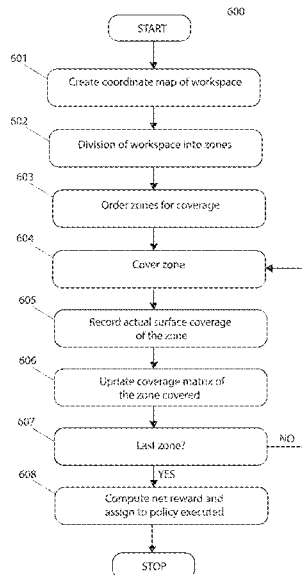 600
START
601
Create coordinate map of workspace
602
Division of workspace into zones
603
Order zones for coverage
604
Cover zone
605
Record actual surface coverage
of the zone
606
Update coverage matrix of
the zone covered
607
Last zone?
NO
YES
608
Compute net reward and
assign to policy executed
STOP